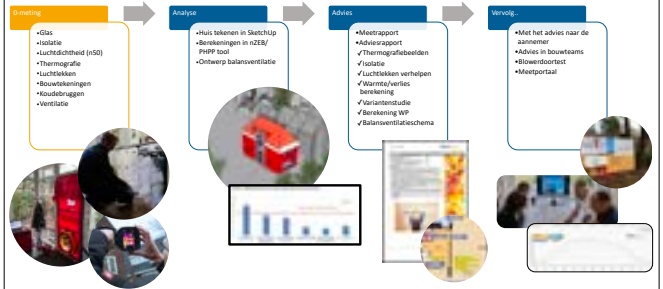 0-meting
•Glas
•Isolatie
•Luchtdichtheid (n50)
•Thermografie
•Luchtlekken
•Bouwtekeningen
•Koudebruggen
•Ventilatie
Analyse
•Huis tekenen in SketchUp
•Berekeningen in nZEB/
PHPP tool
•Ontwerp balansventilatie
Advies
•Meetrapport
•Adviesrapport
✓Thermografiebeelden
✓Isolatie
✓Luchtlekken verhelpen
✓Warmte/verlies
berekening
✓Variantenstudie
✓Berekening WP
✓Balansventilatieschema
Vervolg..
•Met het advies naar de
aannemer
•Advies in bouwteams
•Blowerdoortest
•Meetportaal